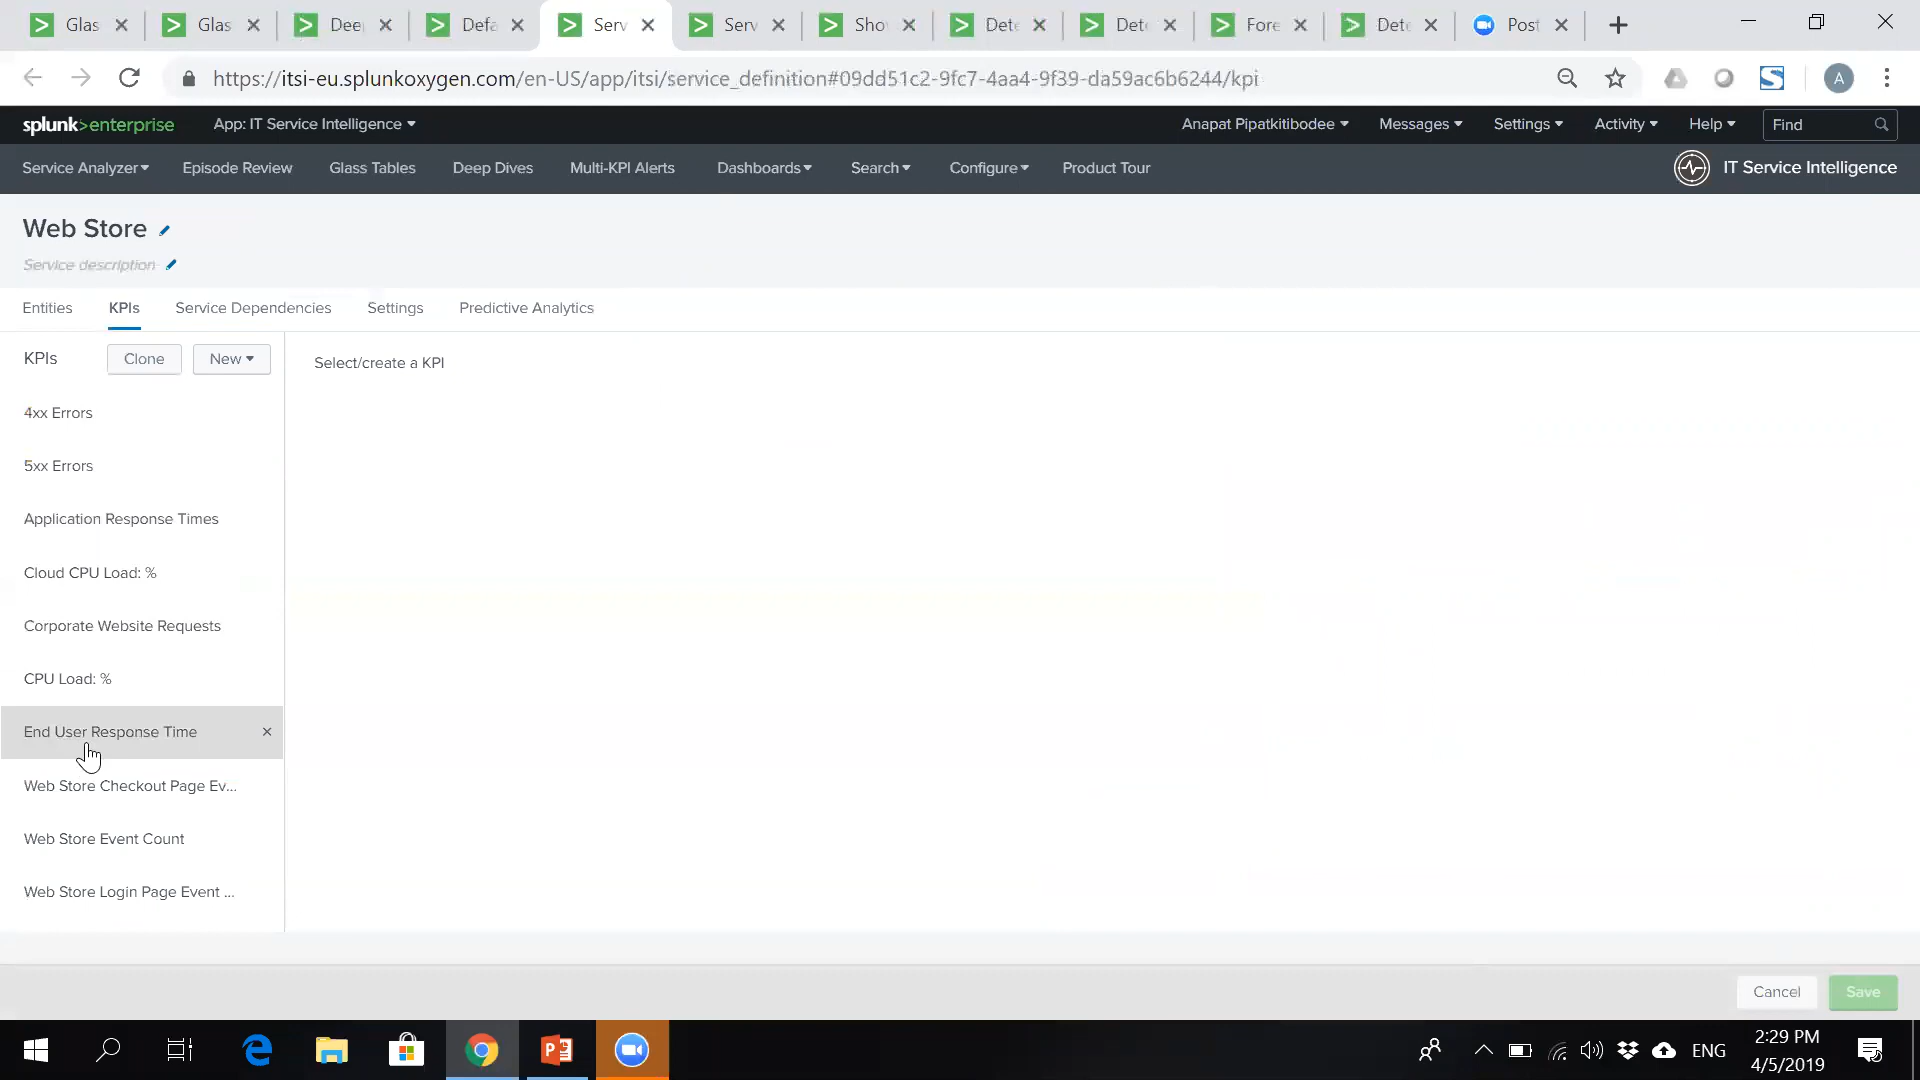 Glas
Glas
Dee
Defa
Serv
Serv
Sho
Dete
Dete
Fore
Dete
Post
https://itsi-eu.splunkoxygen.com/en-US/app/itsi/service_definition#09dd51c2-9fc7-4aa4-9f39-da59ac6b6244/kpi
A
splunk>enterprise
App: IT Service Intelligence
Anapat Pipatkitibodee
Messages
Settings
Activity
Help
Find
Service Analyzer
Episode Review
Glass Tables
Deep Dives
Multi-KPI Alerts
Dashboards
Search
Configure
Product Tour
IT Service Intelligence
Web Store
Service description
Entities
KPIs
Service Dependencies
Settings
Predictive Analytics
KPIs
Clone
New
Select/create a KPI
4xx Errors
5xx Errors
Application Response Times
Cloud CPU Load: %
Corporate Website Requests
CPU Load: %
End User Response Time
Web Store Checkout Page Ev...
Web Store Event Count
Web Store Login Page Event ...
Cancel
Save
ENG
2:29 PM
4/5/2019